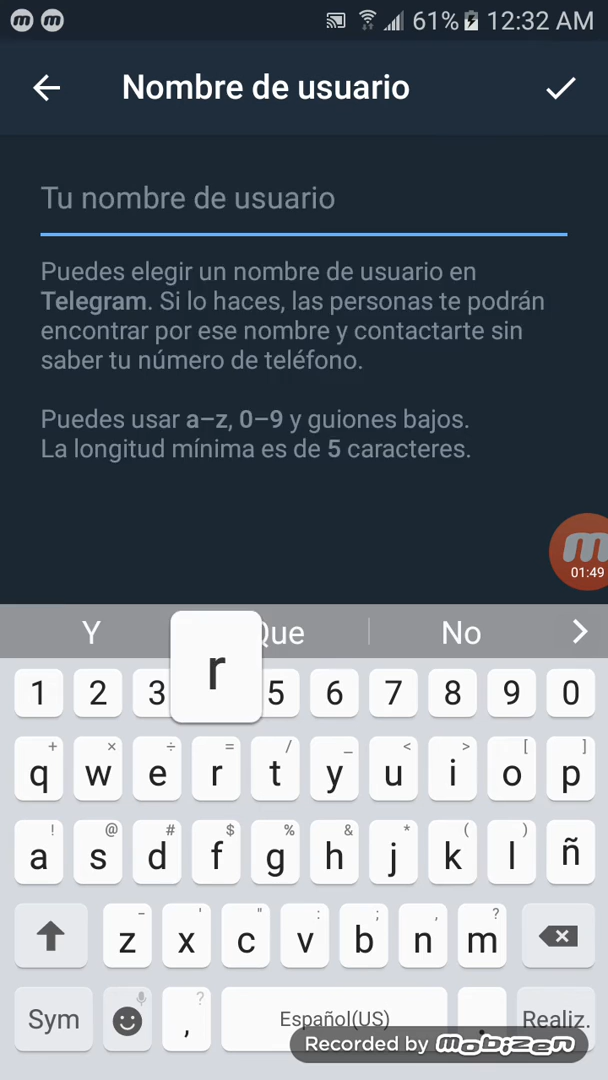 61% 12:32 AM
Nombre de usuario
Tu nombre de usuario
Puedes elegir un nombre de usuario en
Telegram. Si lo haces, las personas te podrán
encontrar por ese nombre y contactarte sin
saber tu número de teléfono.
Puedes usar a–z, 0–9 y guiones bajos.
La longitud mínima es de 5 caracteres.
m
01:49
Y Que No
r
1 2 3 5 6 7 8 9 0
+ × ÷ = / _ < > [ ]
q w e r t y u i o p
! @ # $ % & * ( )
a s d f g h j k l ñ
- ' " : ; , ?
z x c v b n m
Sym , ? Español(US) . Realiz.
Recorded by mobizen